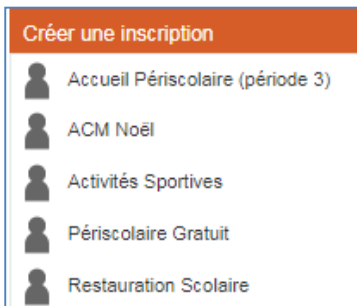 Créer une inscription
Accueil Périscolaire (période 3)
ACM Noël
Activités Sportives
Périscolaire Gratuit
Restauration Scolaire